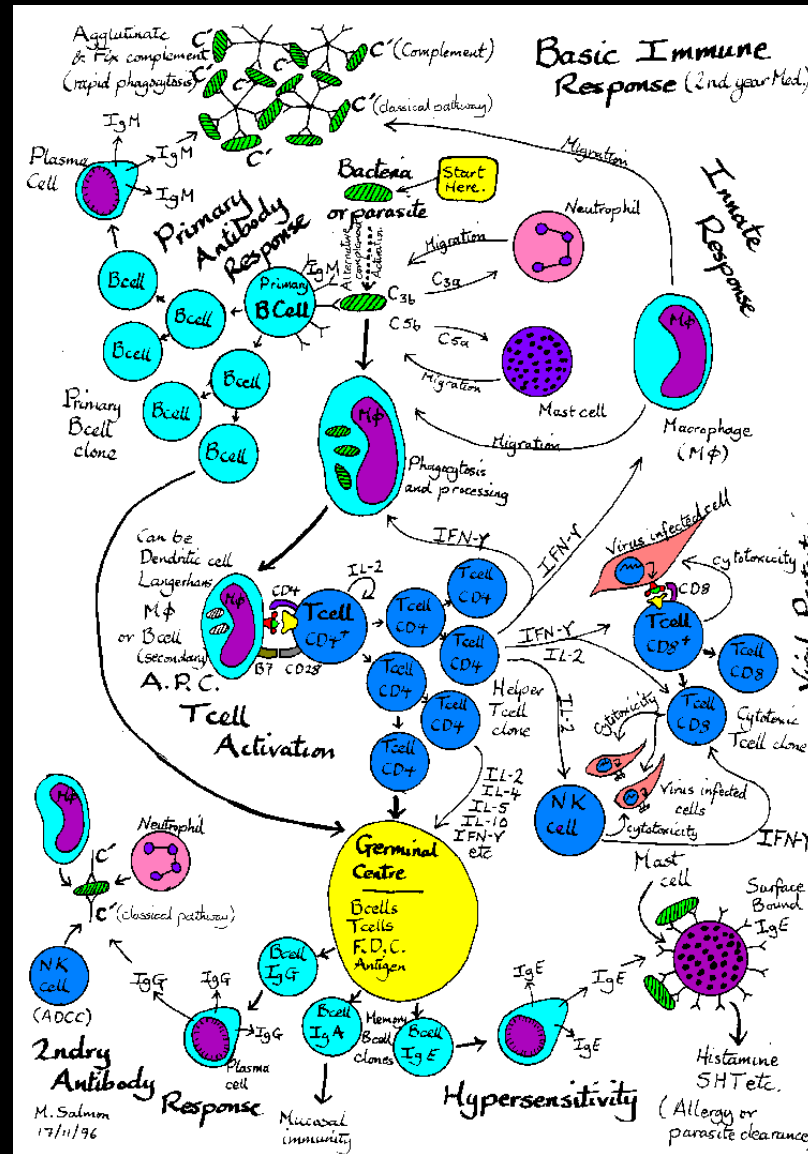 Basic Immune
Response (2nd year Med.)
Agglutinate
& Fix complement
(rapid phagocytosis)
C'
C' (Complement)
C'
C'
C'
C' (classical pathway)
C'
IgM
IgM
IgM
Plasma
Cell
Primary
Antibody
Response
Bacteria
or parasite
Start
Here.
Alternative
complement
Activation
Migration
Neutrophil
Migration
C3a
C3b
C5b
C5a
Migration
Mast cell
Innate
Response
MΦ
Macrophage
(MΦ)
Migration
IgM
Primary
B Cell
Bcell
Bcell
Bcell
Bcell
Bcell
Bcell
Primary
Bcell
clone
MΦ
Phagocytosis
and processing
IFN-γ
IFN-γ
Can be
Dendritic cell
Langerhans
MΦ
or Bcell
(secondary)
A.P.C.
MΦ
CD4
B7
CD28
IL-2
Tcell
CD4+
Tcell
CD4
Tcell
CD4
Tcell
CD4
Tcell
CD4
Tcell
CD4
Tcell
CD4
Helper
Tcell
clone
Tcell
Activation
IFN-γ
IL-2
IL-2
Virus infected cell
Cytotoxicity
CD8
Tcell
CD8+
Tcell
CD8
Tcell
CD8
Cytotoxic
Tcell clone
Cytotoxicity
Virus infected
cells
cytotoxicity
NK
cell
IFN-γ
IL-2
IL-4
IL-5
IL-10
IFN-γ
etc
Germinal
Centre
Bcells
Tcells
F.D.C.
Antigen
MΦ
Neutrophil
C'
C' (classical pathway)
NK
cell
(ADCC)
IgG
IgG
IgG
Plasma
cell
Bcell
IgG
Bcell
IgA
Memory
Bcell
clones
Bcell
IgE
Mucosal
immunity
2ndry
Antibody
Response
M. Salmon
17/11/96
IgE
IgE
IgE
Hypersensitivity
Mast
cell
Surface
Bound
IgE
Histamine
5HT etc.
(Allergy or
parasite clearance